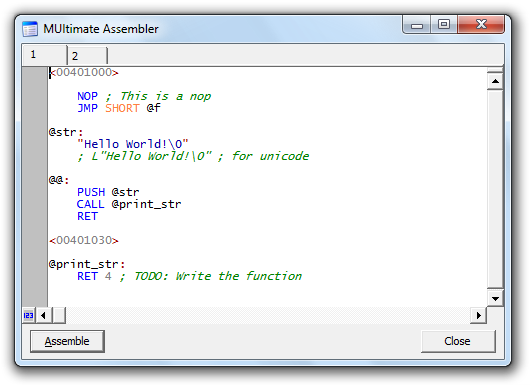 MUltimate Assembler
1 2
<00401000>
NOP ; This is a nop
JMP SHORT @f
@str:
"Hello World!\0"
; L"Hello World!\0" ; for unicode
@@:
PUSH @str
CALL @print_str
RET
<00401030>
@print_str:
RET 4 ; TODO: Write the function
123
Assemble Close